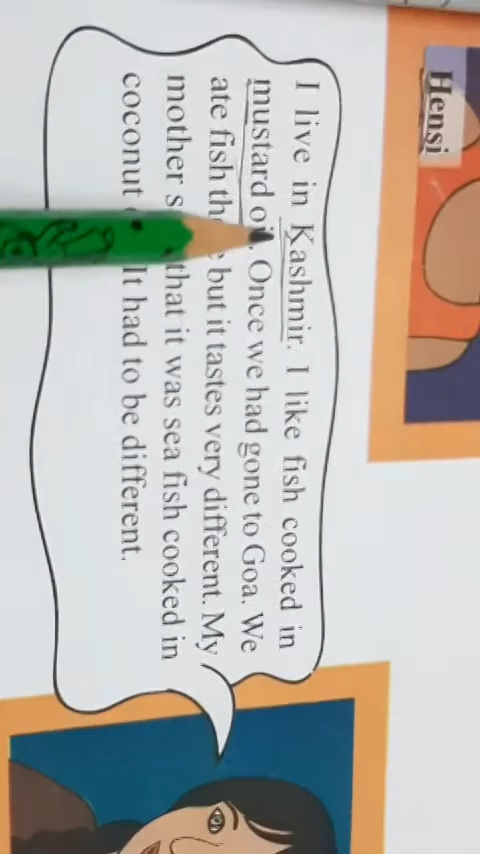 Hensi
I live in Kashmir. I like fish cooked in
mustard oil. Once we had gone to Goa. We
ate fish but it tastes very different. My
mother that it was sea fish cooked in
coconut It had to be different.